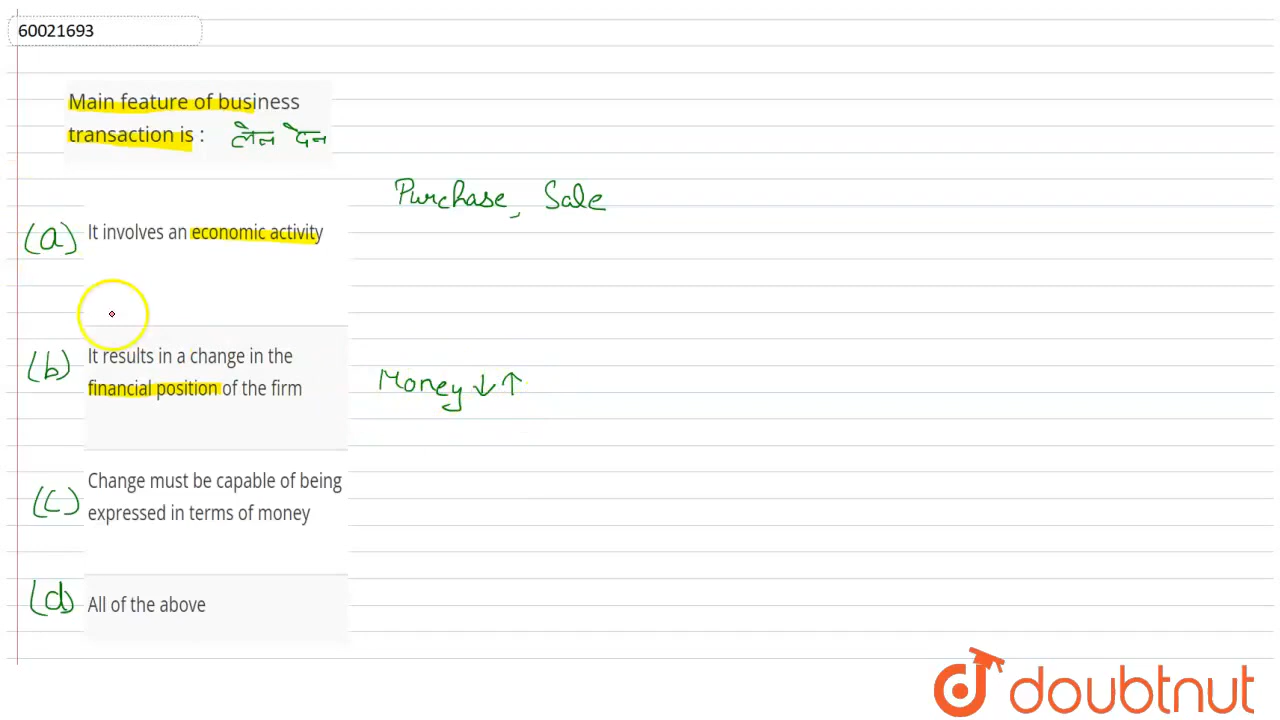 60021693
Main feature of business
transaction is : लेन देन
Purchase, Sale
(a) It involves an economic activity
(b) It results in a change in the
financial position of the firm
Money ↓ ↑
(c) Change must be capable of being
expressed in terms of money
(d) All of the above
doubtnut